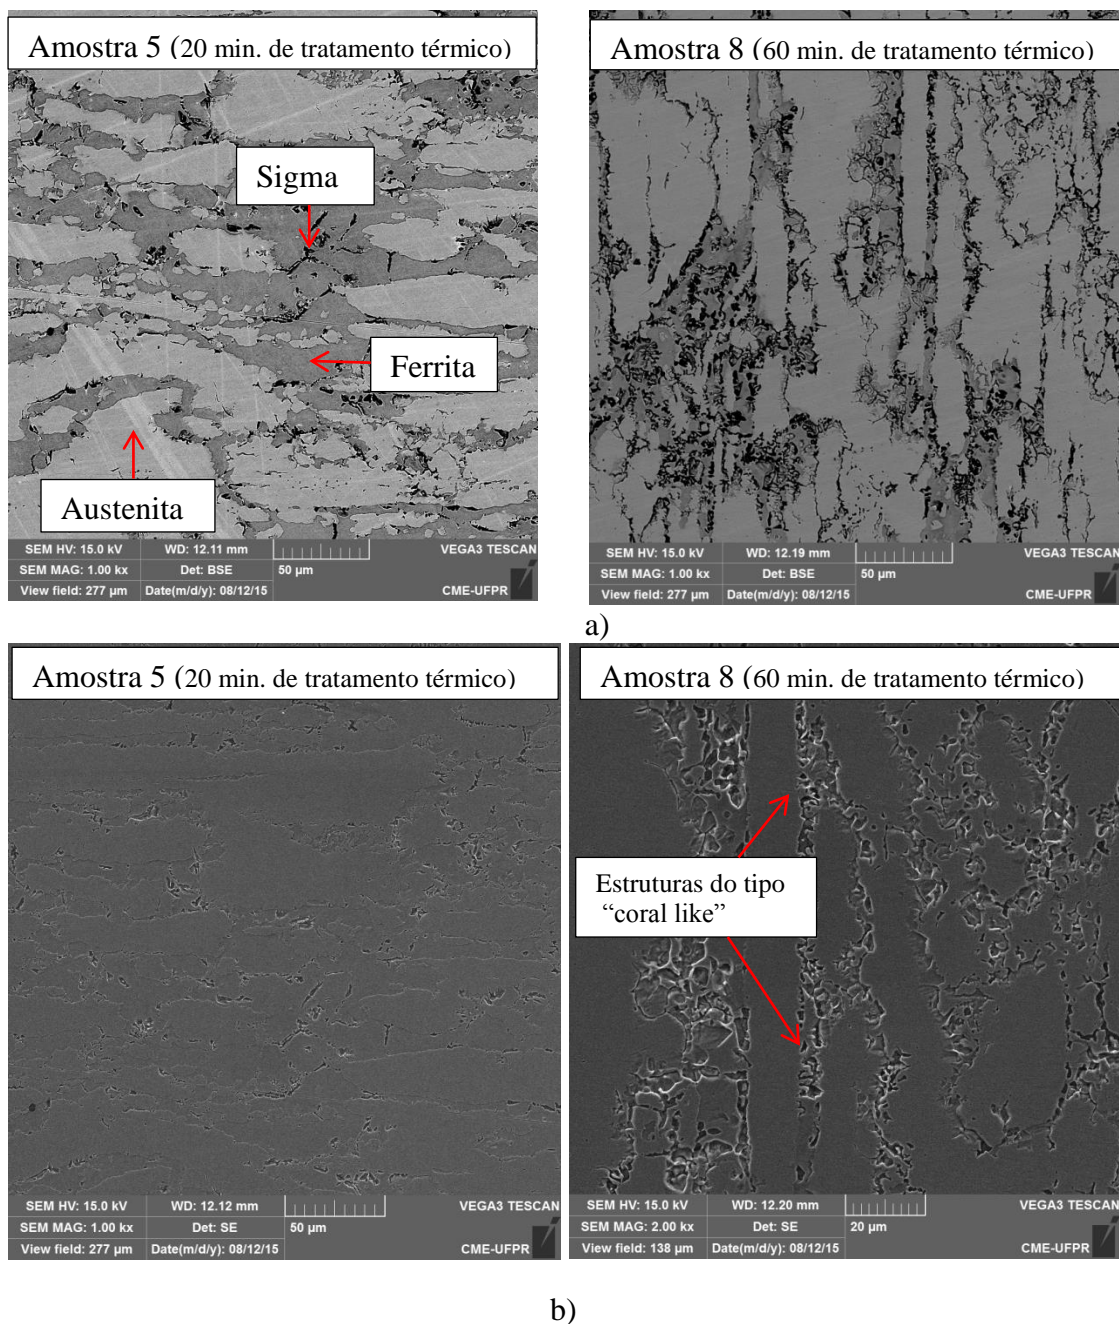 Amostra 5 (20 min. de tratamento térmico)
Sigma
Ferrita
Austenita
SEM HV: 15.0 kV WD: 12.11 mm VEGA3 TESCAN
SEM MAG: 1.00 kx Det: BSE 50 µm
View field: 277 µm Date(m/d/y): 08/12/15 CME-UFPR
Amostra 8 (60 min. de tratamento térmico)
SEM HV: 15.0 kV WD: 12.19 mm VEGA3 TESCAN
SEM MAG: 1.00 kx Det: BSE 50 µm
View field: 277 µm Date(m/d/y): 08/12/15 CME-UFPR
a)
Amostra 5 (20 min. de tratamento térmico)
SEM HV: 15.0 kV WD: 12.12 mm VEGA3 TESCAN
SEM MAG: 1.00 kx Det: SE 50 µm
View field: 277 µm Date(m/d/y): 08/12/15 CME-UFPR
Amostra 8 (60 min. de tratamento térmico)
Estruturas do tipo
“coral like”
SEM HV: 15.0 kV WD: 12.20 mm VEGA3 TESCAN
SEM MAG: 2.00 kx Det: SE 20 µm
View field: 138 µm Date(m/d/y): 08/12/15 CME-UFPR
b)